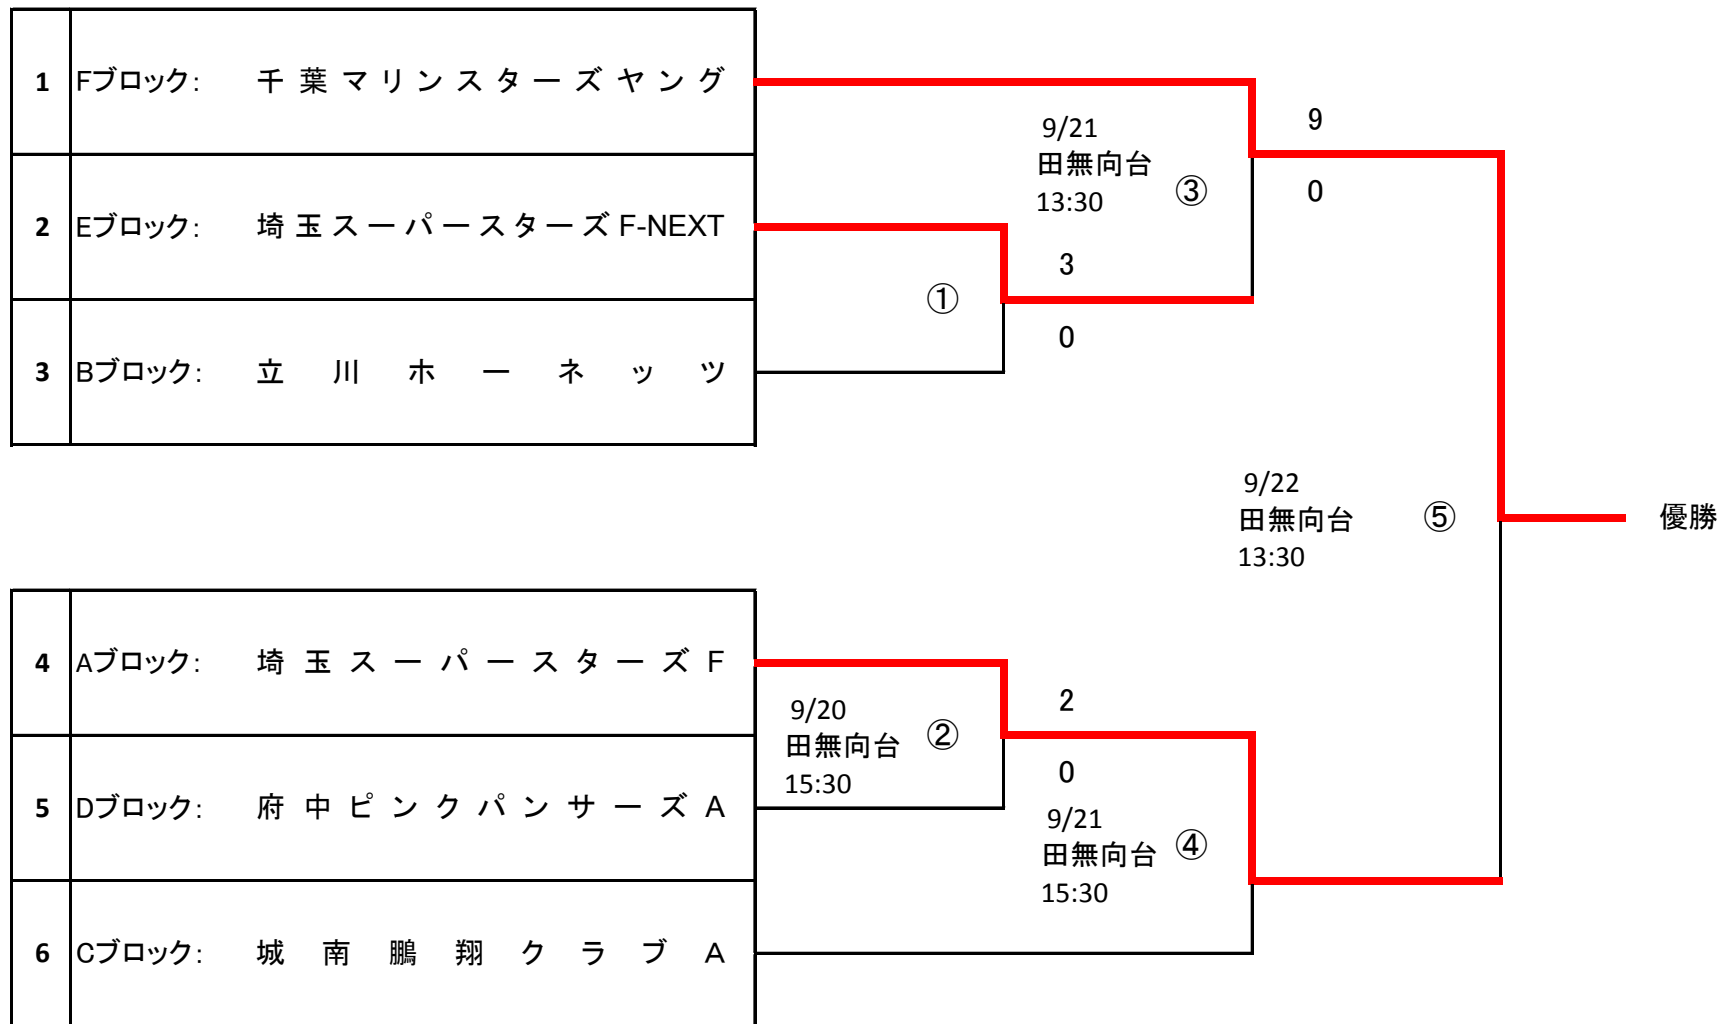 1 Fブロック: 千葉マリンスターズヤング
9
9/21
田無向台
13:30
③
0
2 Eブロック: 埼玉スーパースターズF-NEXT
3
①
0
3 Bブロック: 立川ホーネッツ
9/22
田無向台
13:30
⑤
優勝
4 Aブロック: 埼玉スーパースターズF
2
9/20
田無向台
15:30
②
0
5 Dブロック: 府中ピンクパンサーズA
9/21
田無向台
15:30
④
6 Cブロック: 城南鵬翔クラブA